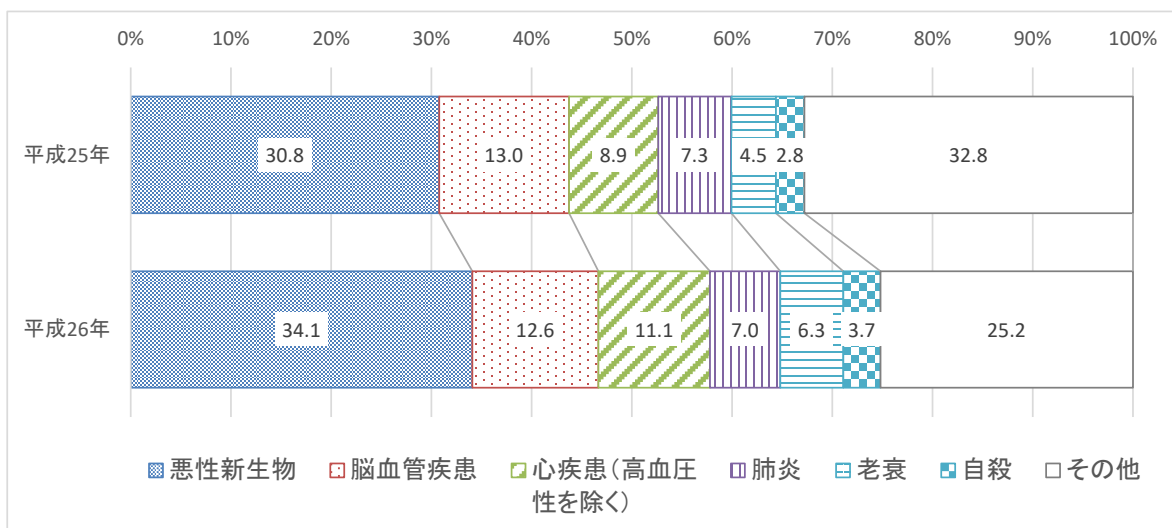 0% 10% 20% 30% 40% 50% 60% 70% 80% 90% 100%
平成25年 30.8 13.0 8.9 7.3 4.5 2.8 32.8
平成26年 34.1 12.6 11.1 7.0 6.3 3.7 25.2
悪性新生物 脳血管疾患 心疾患(高血圧 肺炎 老衰 自殺 その他
性を除く)